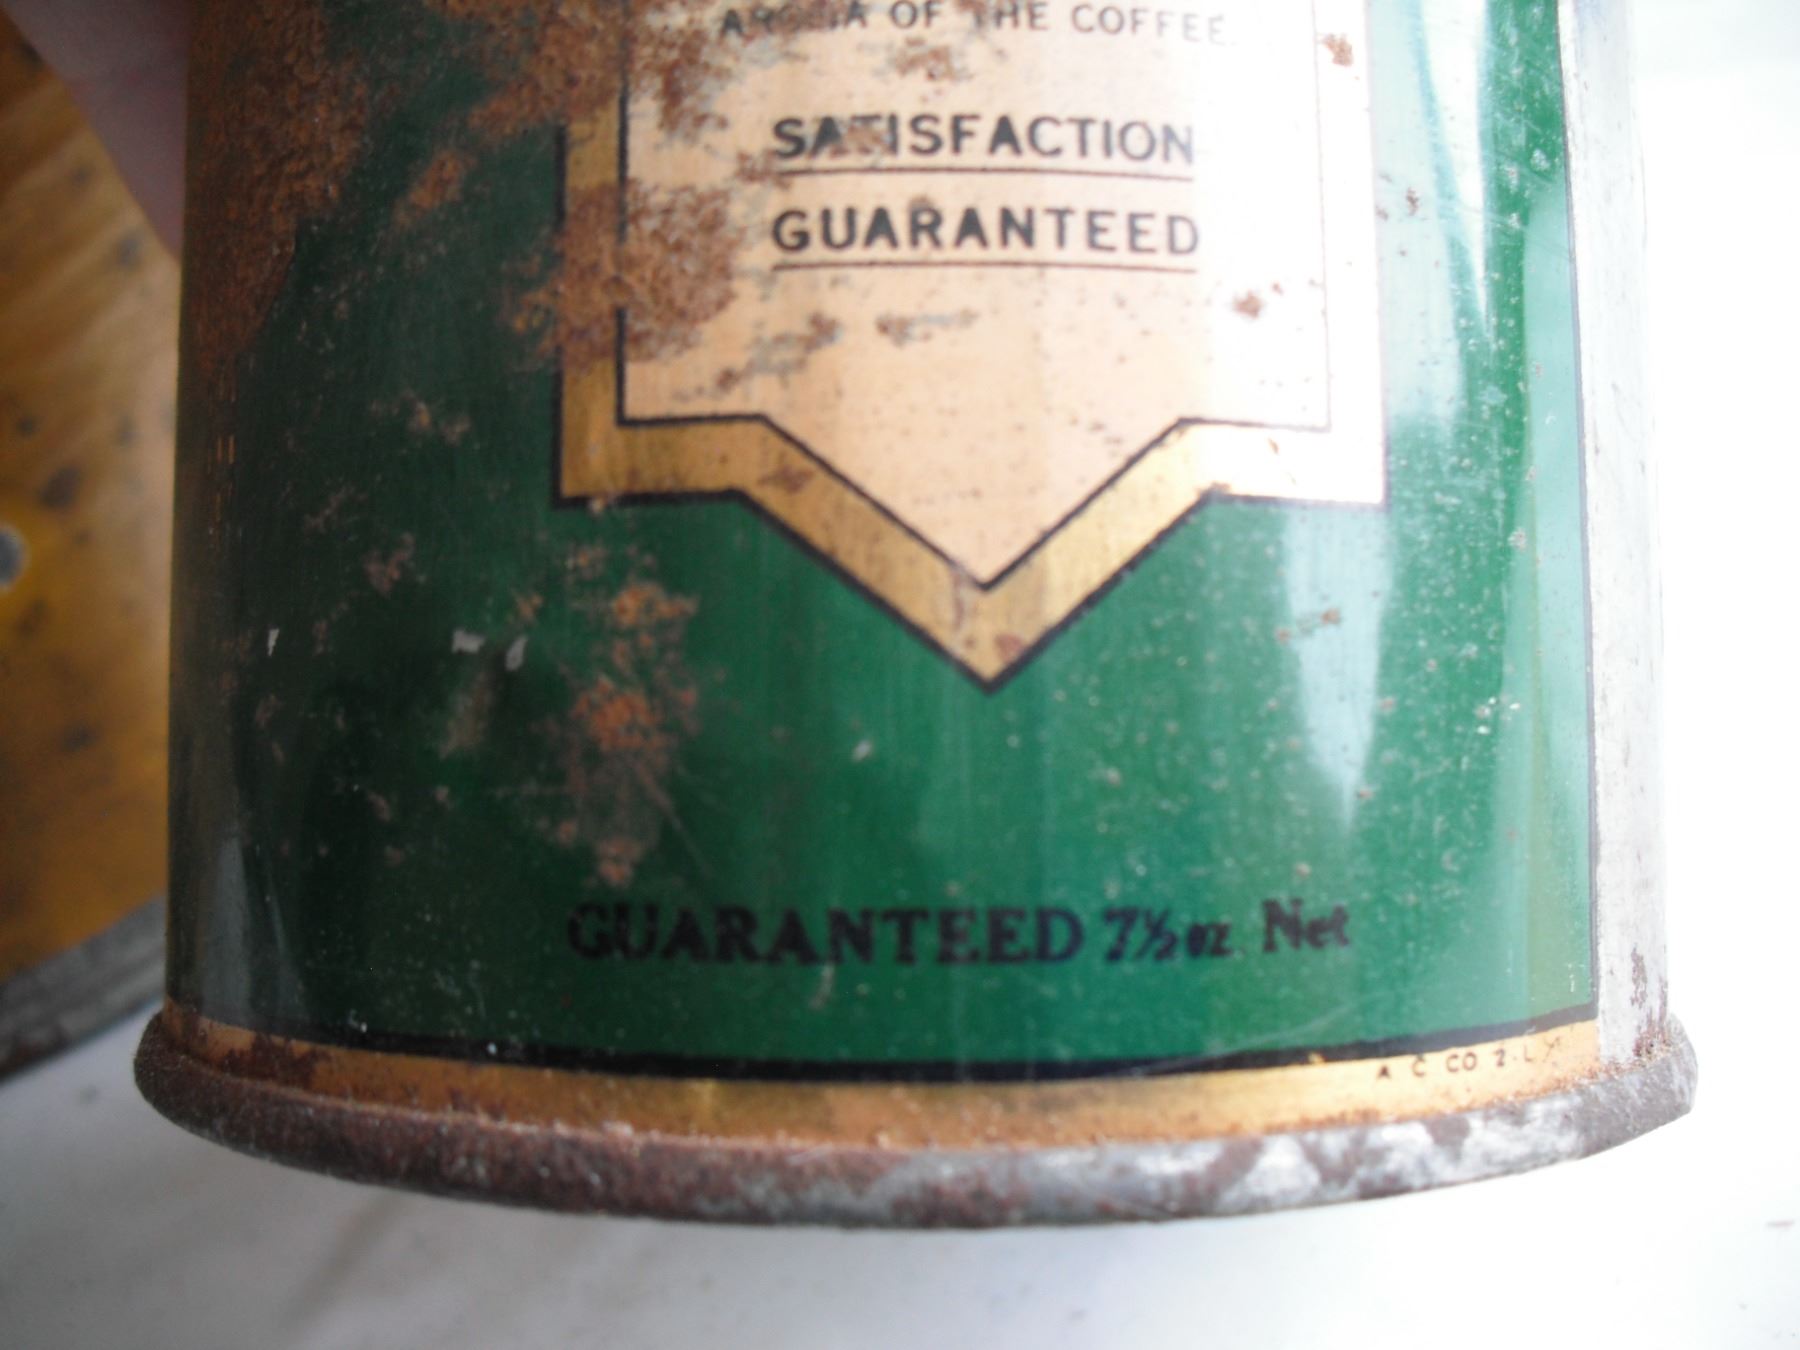 AROMA OF THE COFFEE.
SATISFACTION
GUARANTEED
GUARANTEED 7½ oz Net
A C CO 2-L